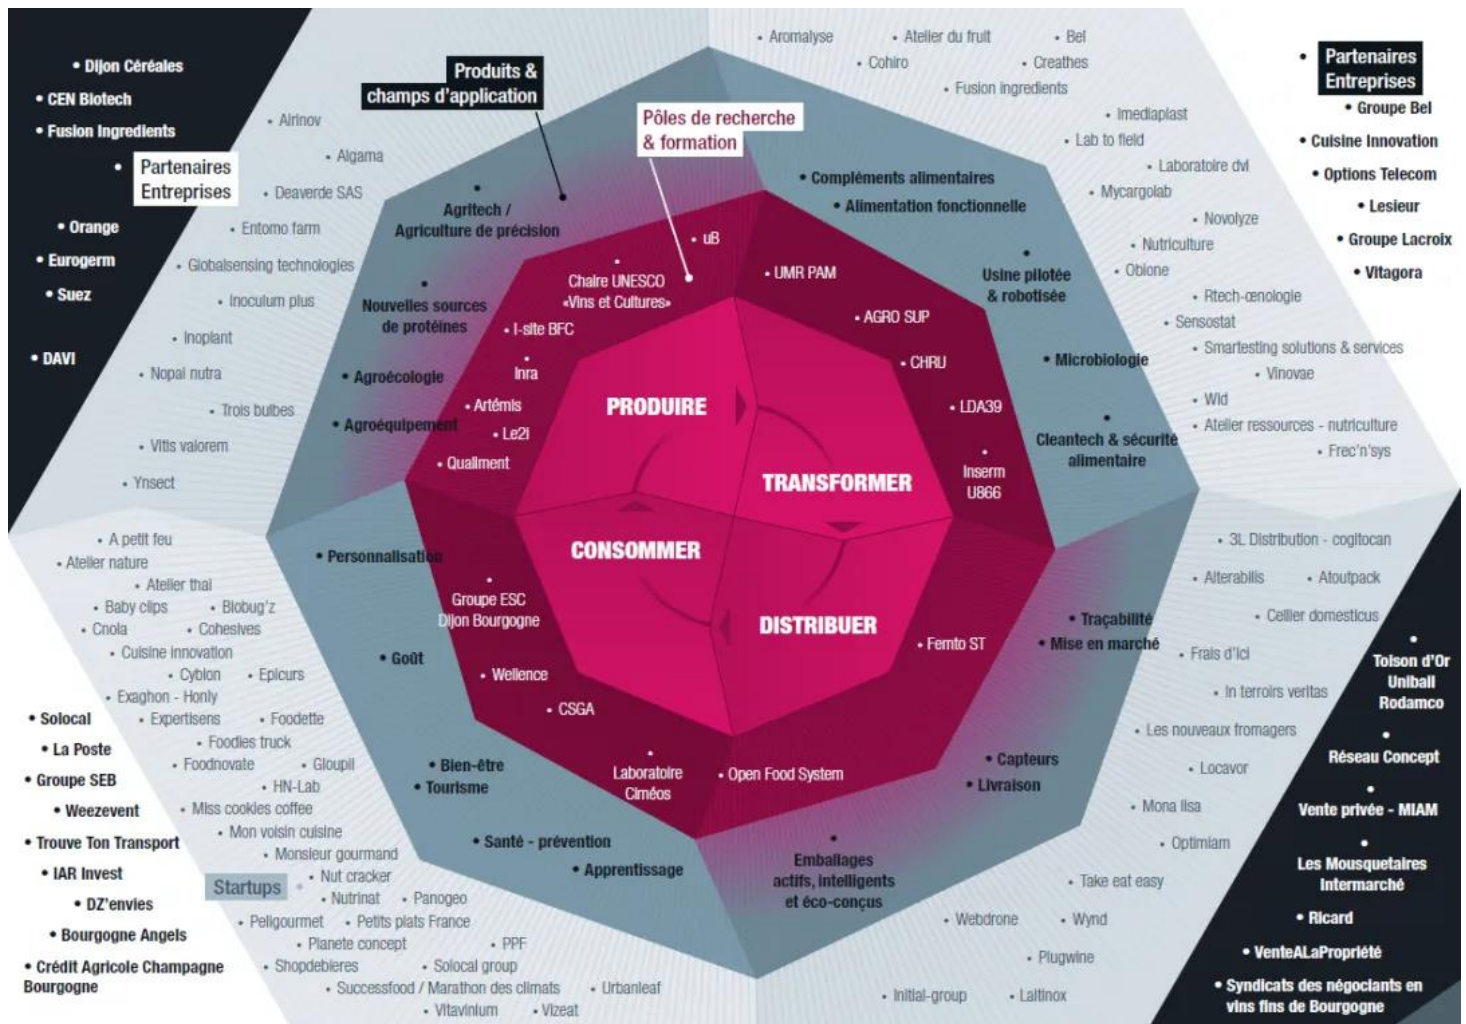 • Dijon Céréales
• CEN Biotech
• Fusion Ingredients
• Partenaires
Entreprises
• Orange
• Eurogerm
• Suez
• DAVI
• Airinov
• Algama
• Deaverde SAS
• Entomo farm
• Globalsensing technologies
• Inoculum plus
• Inoplant
• Nopal nutra
• Trois bulbes
• Vitis valorem
• Ynsect
Produits &
champs d'application
Pôles de recherche
& formation
• Agritech /
Agriculture de précision
• Nouvelles sources
de protéines
• Agroécologie
• Agroéquipement
• uB
• Chaire UNESCO
«Vins et Cultures»
• I-site BFC
• Inra
• Artémis
• Le2i
• Qualiment
PRODUIRE
• Aromalyse
• Atelier du fruit
• Bel
• Cohiro
• Creathes
• Fusion ingredients
• Imediaplast
• Lab to field
• Laboratoire dvl
• Mycargolab
• Novolyze
• Nutriculture
• Obione
• Rtech-œnologie
• Sensostat
• Smartesting solutions & services
• Vinovae
• Wid
• Atelier ressources - nutriculture
• Frec'n'sys
• Partenaires
Entreprises
• Groupe Bel
• Cuisine Innovation
• Options Telecom
• Lesieur
• Groupe Lacroix
• Vitagora
• Compléments alimentaires
• Alimentation fonctionnelle
• Usine pilotée
& robotisée
• Microbiologie
• Cleantech & sécurité
alimentaire
• UMR PAM
• AGRO SUP
• CHRU
• LDA39
• Inserm
U866
TRANSFORMER
CONSOMMER
DISTRIBUER
• Personnalisation
• Goût
• Bien-être
• Tourisme
• Santé - prévention
• Apprentissage
• Groupe ESC
Dijon Bourgogne
• Wellence
• CSGA
• Laboratoire
Ciméos
• Open Food System
• Femto ST
• Traçabilité
• Mise en marché
• Capteurs
• Livraison
• Emballages
actifs, intelligents
et éco-conçus
• A petit feu
• Atelier nature
• Atelier thai
• Baby clips
• Biobug'z
• Cnola
• Cohesives
• Cuisine innovation
• Cybion
• Epicurs
• Exaghon - Honly
• Expertisens
• Foodette
• Foodies truck
• Foodnovate
• Gloupil
• HN-Lab
• Miss cookies coffee
• Mon voisin cuisine
• Monsieur gourmand
Startups •
• Nut cracker
• Nutrinat
• Panogeo
• Peligourmet
• Petits plats France
• Planete concept
• PPF
• Shopdebieres
• Solocal group
• Successfood / Marathon des climats
• Urbanleaf
• Vitavinium
• Vizeat
• Solocal
• La Poste
• Groupe SEB
• Weezevent
• Trouve Ton Transport
• IAR Invest
• DZ'envies
• Bourgogne Angels
• Crédit Agricole Champagne
Bourgogne
• 3L Distribution - cogitocan
• Alterabilis
• Atoutpack
• Cellier domesticus
• Frais d'ici
• In terroirs veritas
• Les nouveaux fromagers
• Locavor
• Mona lisa
• Optimiam
• Take eat easy
• Webdrone
• Wynd
• Plugwine
• Initial-group
• Laltinox
• Toison d'Or
Uniball
Rodamco
• Réseau Concept
• Vente privée - MIAM
• Les Mousquetaires
Intermarché
• Ricard
• VenteALaPropriété
• Syndicats des négociants en
vins fins de Bourgogne